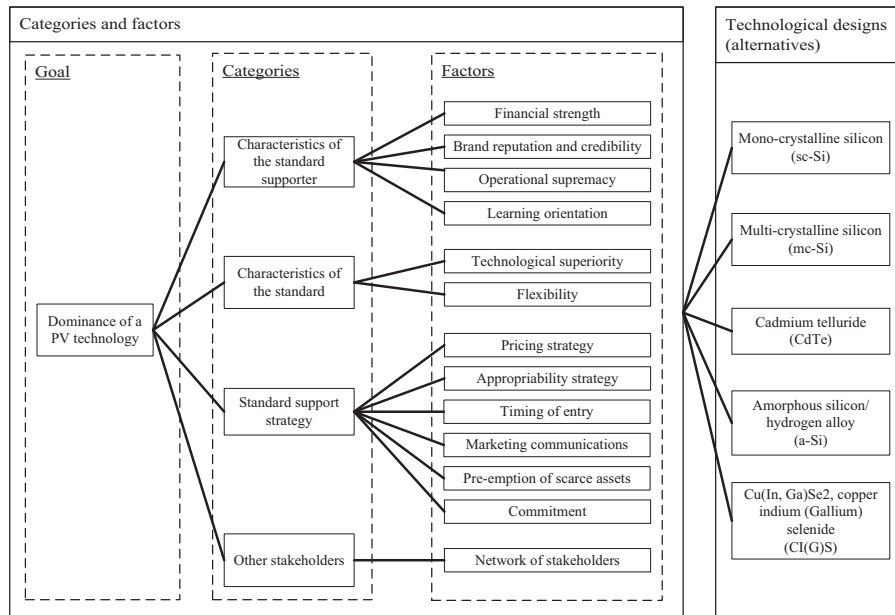 Categories and factors
Goal
Dominance of a
PV technology
Categories
Characteristics of
the standard
supporter
Characteristics of
the standard
Standard support
strategy
Other stakeholders
Factors
Financial strength
Brand reputation and credibility
Operational supremacy
Learning orientation
Technological superiority
Flexibility
Pricing strategy
Appropriability strategy
Timing of entry
Marketing communications
Pre-emption of scarce assets
Commitment
Network of stakeholders
Technological designs
(alternatives)
Mono-crystalline silicon
(sc-Si)
Multi-crystalline silicon
(mc-Si)
Cadmium telluride
(CdTe)
Amorphous silicon/
hydrogen alloy
(a-Si)
Cu(In, Ga)Se2, copper
indium (Gallium)
selenide
(CI(G)S)